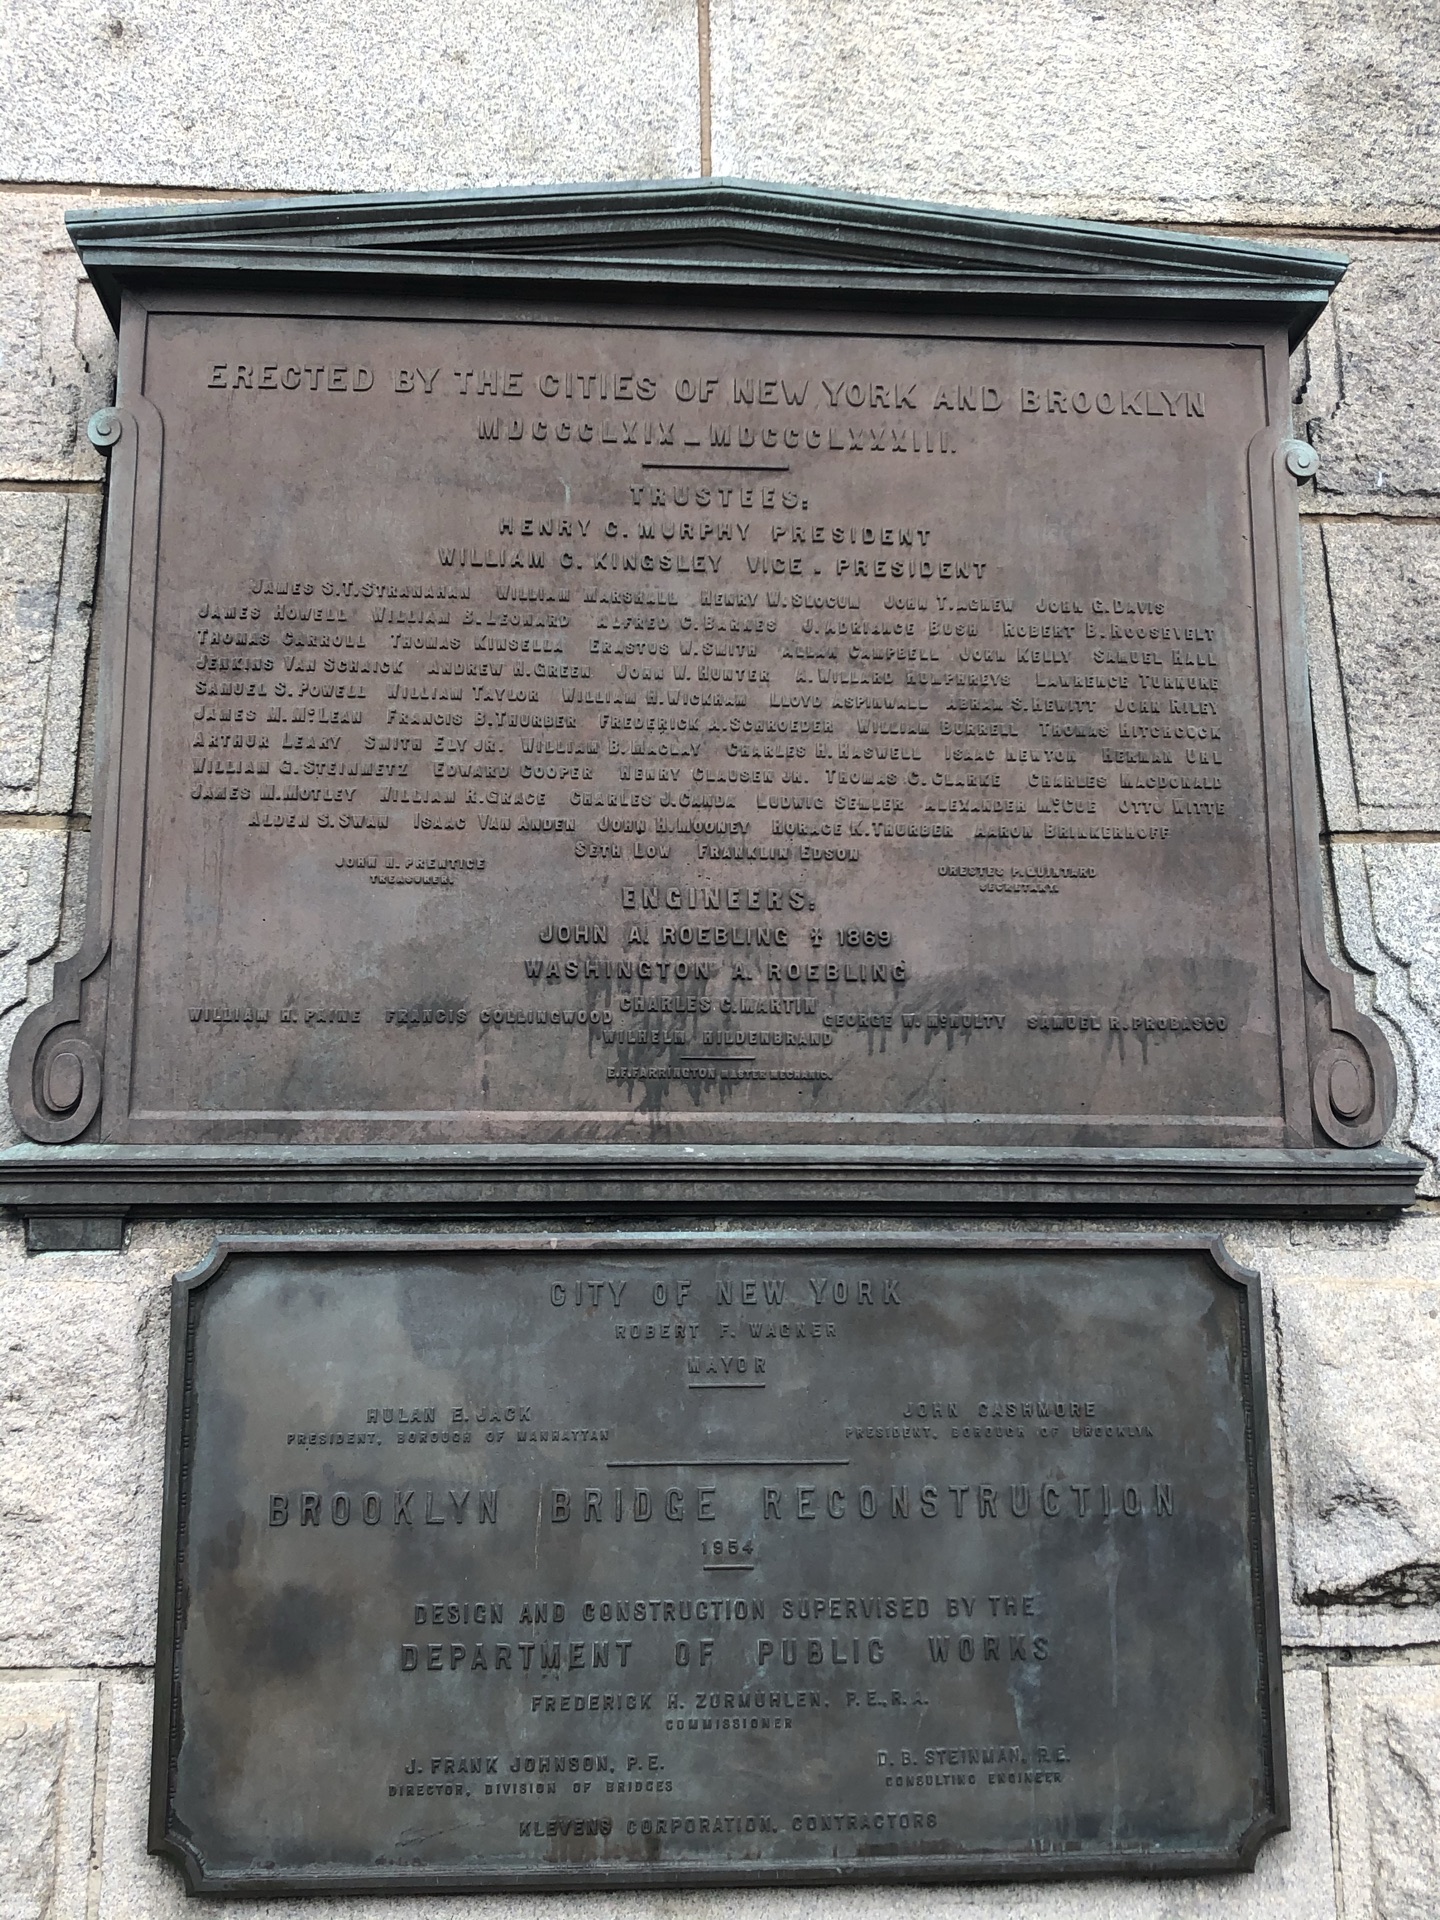 ERECTED BY THE CITIES OF NEW YORK AND BROOKLYN
MDCCCLXIX _ MDCCCLXXXIII.
TRUSTEES:
HENRY C. MURPHY PRESIDENT
WILLIAM C. KINGSLEY VICE . PRESIDENT
JAMES S.T. STRANAHAN WILLIAM MARSHALL HENRY W. SLOCUM JOHN T. AGNEW JOHN G. DAVIS
JAMES HOWELL WILLIAM B. LEONARD ALFRED C. BARNES J. ADRIANCE BUSH ROBERT B. ROOSEVELT
THOMAS CARROLL THOMAS KINSELLA ERASTUS W. SMITH ALLAN CAMPBELL JOHN KELLY SAMUEL HALL
JENKINS VAN SCHAICK ANDREW H. GREEN JOHN W. HUNTER A. WILLARD HUMPHREYS LAWRENCE TURNURE
SAMUEL S. POWELL WILLIAM TAYLOR WILLIAM H. WICKHAM LLOYD ASPINWALL ABRAM S. HEWITT JOHN RILEY
JAMES M. McLEAN FRANCIS B. THURBER FREDERICK A. SCHROEDER WILLIAM BURRELL THOMAS HITCHCOCK
ARTHUR LEARY SMITH ELY JR. WILLIAM B. MACLAY CHARLES H. HASWELL ISAAC NEWTON HERMAN UHL
WILLIAM G. STEINMETZ EDWARD COOPER HENRY CLAUSEN JR. THOMAS C. CLARKE CHARLES MACDONALD
JAMES M. MOTLEY WILLIAM R. GRACE CHARLES J. CANDA LUDWIG SEMLER ALEXANDER McCUE OTTO WITTE
ALDEN S. SWAN ISAAC VAN ANDEN JOHN H. MOONEY HORACE K. THURBER AARON BRINKERHOFF
SETH LOW FRANKLIN EDSON
JOHN H. PRENTICE
TREASURER.
ORESTES P. QUINTARD
SECRETARY.
ENGINEERS:
JOHN A. ROEBLING ✝ 1869
WASHINGTON A. ROEBLING
CHARLES C. MARTIN
WILLIAM H. PAINE FRANCIS COLLINGWOOD GEORGE W. McNULTY SAMUEL R. PROBASCO
WILHELM HILDENBRAND
E.F. FARRINGTON MASTER MECHANIC.
CITY OF NEW YORK
ROBERT F. WAGNER
MAYOR
HULAN E. JACK
PRESIDENT, BOROUGH OF MANHATTAN
JOHN CASHMORE
PRESIDENT, BOROUGH OF BROOKLYN
BROOKLYN BRIDGE RECONSTRUCTION
1954
DESIGN AND CONSTRUCTION SUPERVISED BY THE
DEPARTMENT OF PUBLIC WORKS
FREDERICK H. ZURMUHLEN, P.E., R.A.
COMMISSIONER
J. FRANK JOHNSON, P.E.
DIRECTOR, DIVISION OF BRIDGES
D. B. STEINMAN, P.E.
CONSULTING ENGINEER
KLEVENS CORPORATION, CONTRACTORS